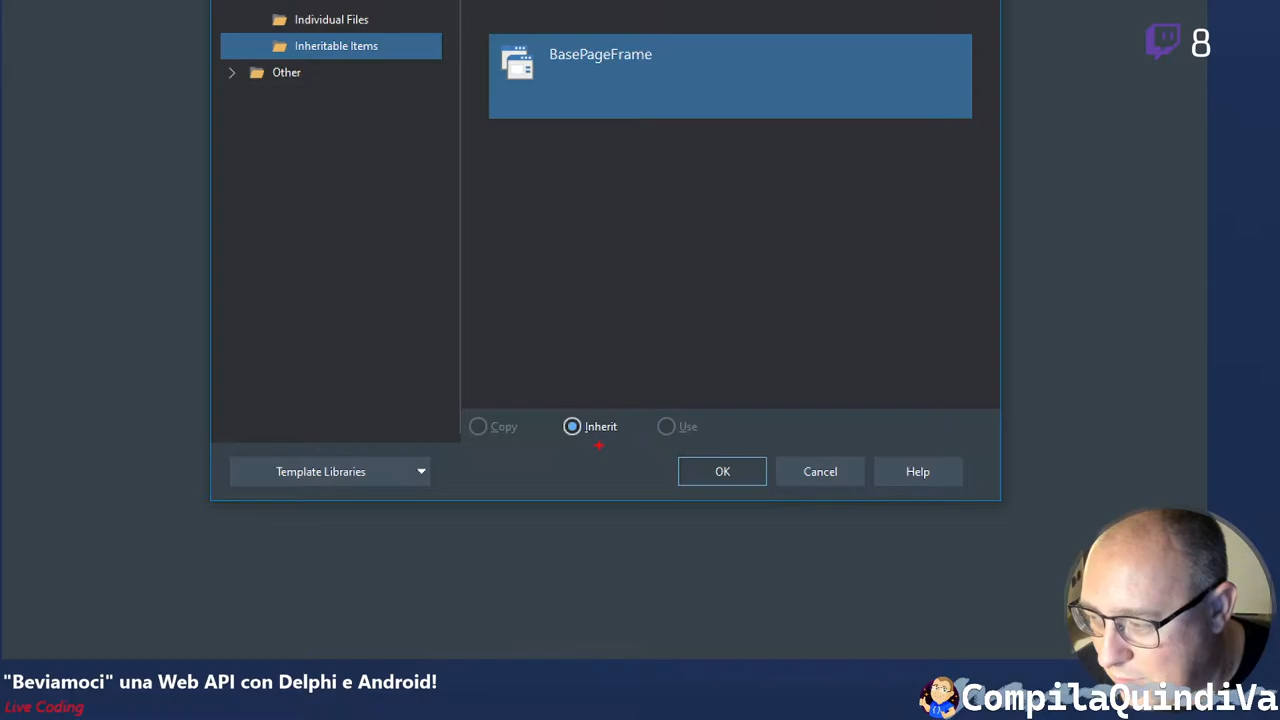 Individual Files
Inheritable Items
Other
BasePageFrame
8
Copy
Inherit
Use
Template Libraries
OK
Cancel
Help
"Beviamoci" una Web API con Delphi e Android!
Live Coding
CompilaQuindiVa